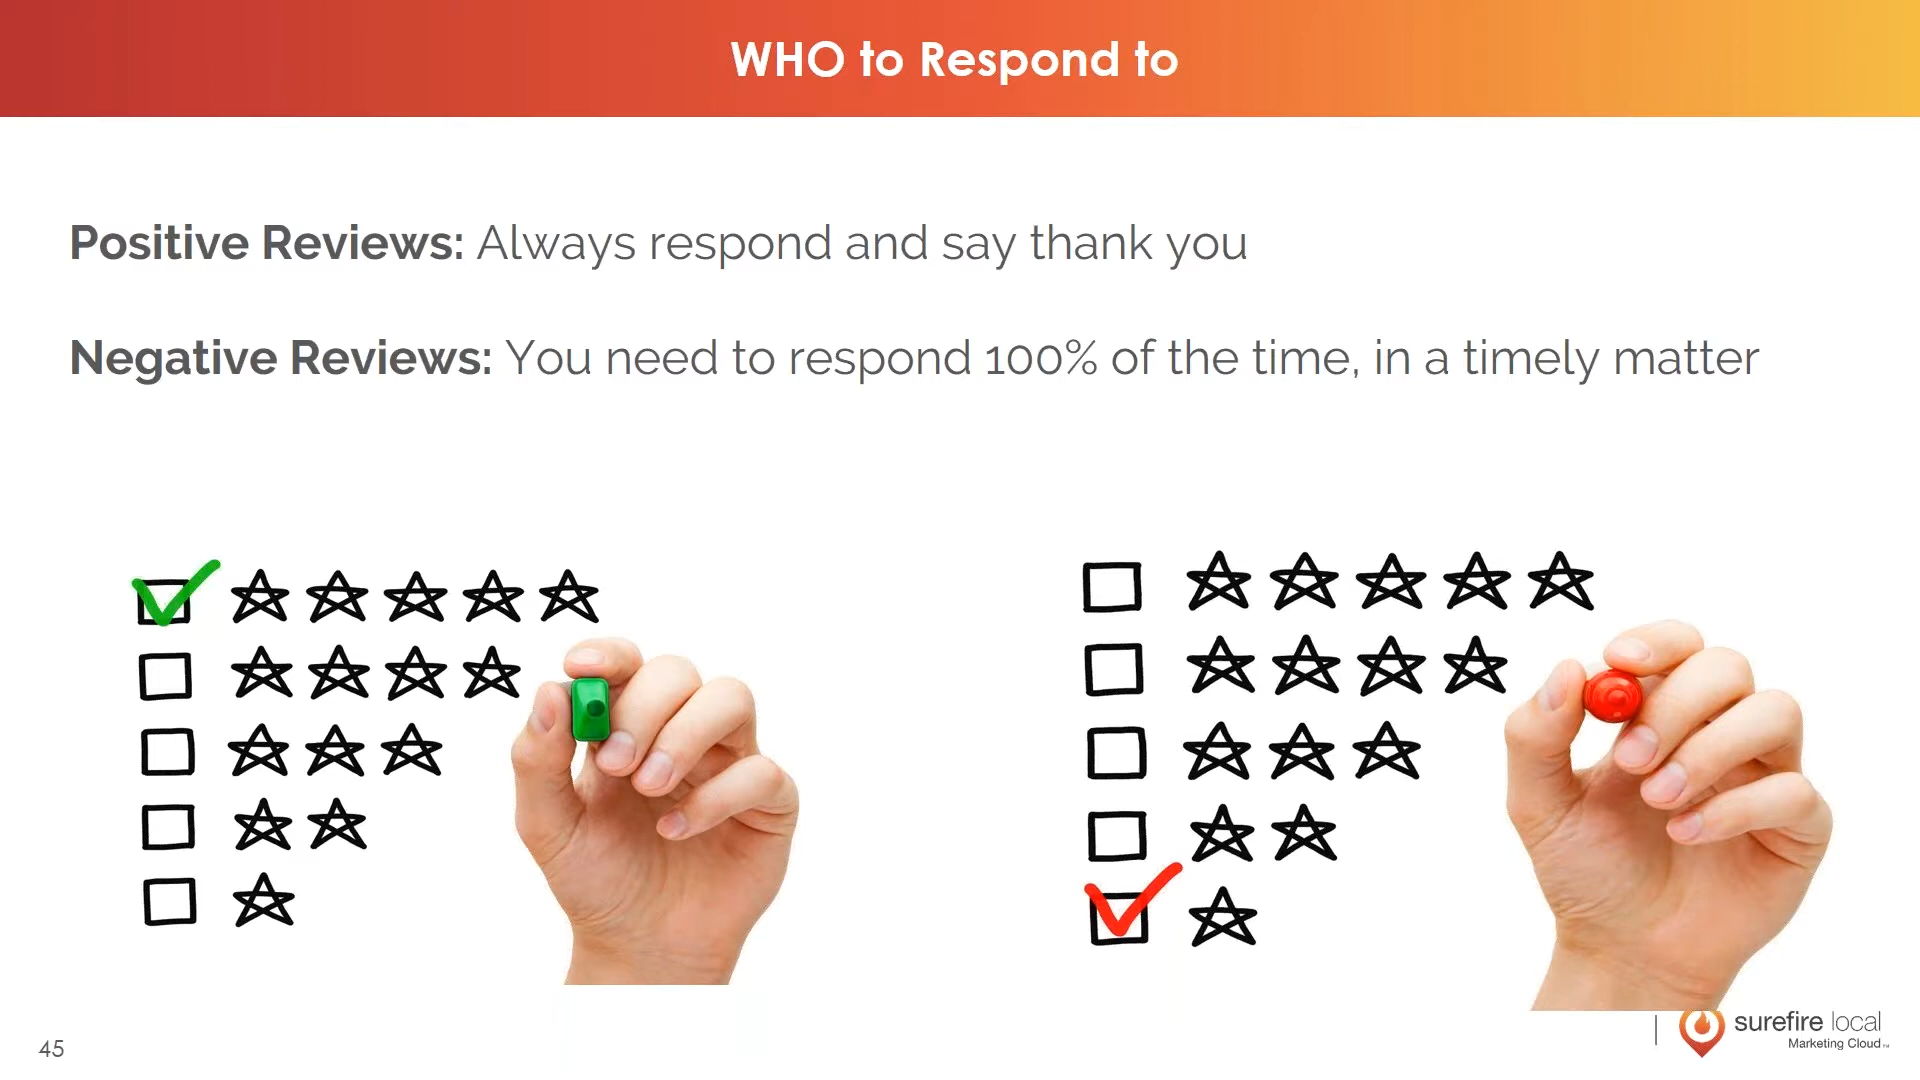 WHO to Respond to
Positive Reviews: Always respond and say thank you
Negative Reviews: You need to respond 100% of the time, in a timely matter
45
surefire local
Marketing Cloud™